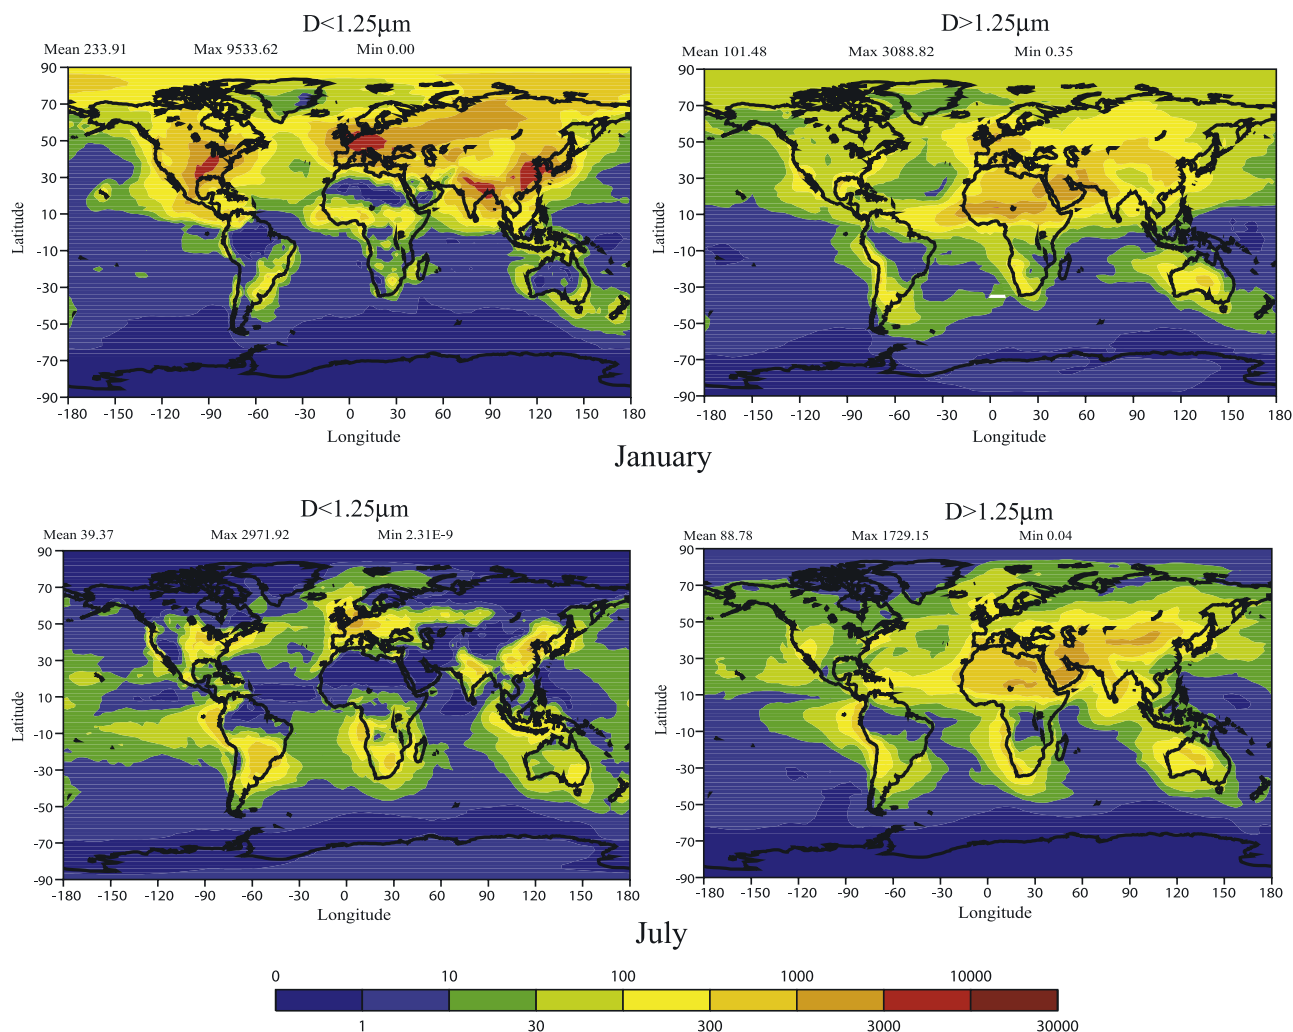 D<1.25μm
D>1.25μm
Mean 233.91 Max 9533.62 Min 0.00
Mean 101.48 Max 3088.82 Min 0.35
90 70 50 30 10 -10 -30 -50 -70 -90
Latitude
-180 -150 -120 -90 -60 -30 0 30 60 90 120 150 180
Longitude
90 70 50 30 10 -10 -30 -50 -70 -90
Latitude
-180 -150 -120 -90 -60 -30 0 30 60 90 120 150 180
Longitude
January
D<1.25μm
D>1.25μm
Mean 39.37 Max 2971.92 Min 2.31E-9
Mean 88.78 Max 1729.15 Min 0.04
90 70 50 30 10 -10 -30 -50 -70 -90
Latitude
-180 -150 -120 -90 -60 -30 0 30 60 90 120 150 180
Longitude
90 70 50 30 10 -10 -30 -50 -70 -90
Latitude
-180 -150 -120 -90 -60 -30 0 30 60 90 120 150 180
Longitude
July
0 10 100 1000 10000
1 30 300 3000 30000